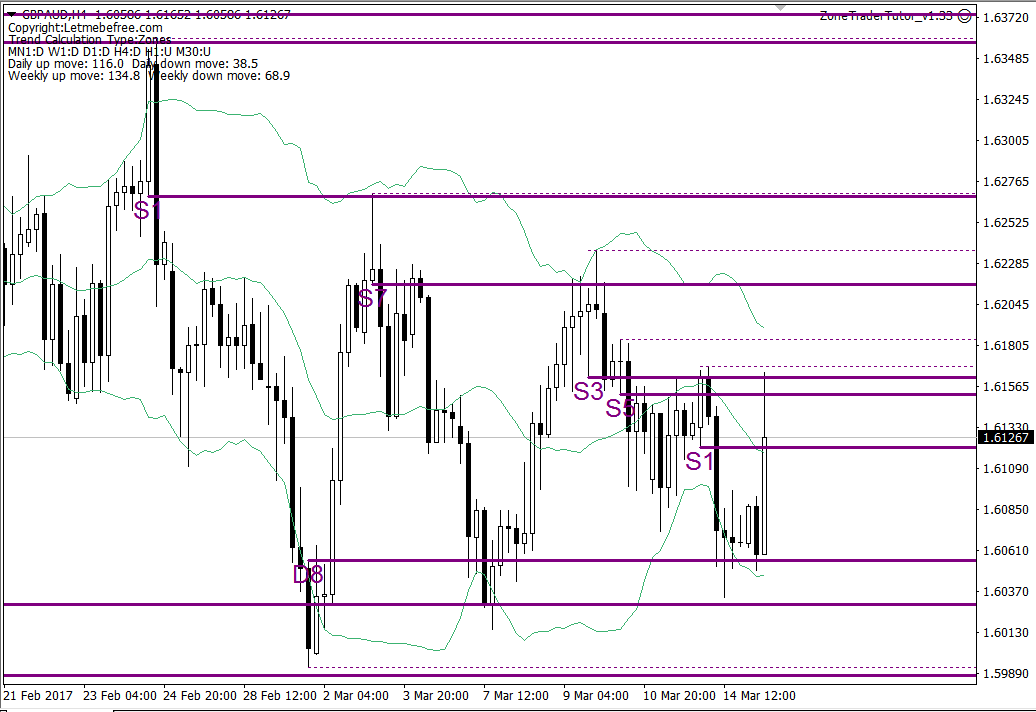 GBPAUD,H4 1.60586 1.61652 1.60586 1.61267
ZoneTraderTutor_v1.33
Copyright:Letmebefree.com
Trend Calculation Type:Zones
MN1:D W1:D D1:D H4:D H1:U M30:U
Daily up move: 116.0 Daily down move: 38.5
Weekly up move: 134.8 Weekly down move: 68.9
1.63720
1.63485
1.63245
1.63005
1.62765
1.62525
1.62285
1.62045
1.61805
1.61565
1.61330
1.61267
1.61090
1.60850
1.60610
1.60370
1.60130
1.59890
S1
S7
S3
S5
S1
D8
21 Feb 2017
23 Feb 04:00
24 Feb 20:00
28 Feb 12:00
2 Mar 04:00
3 Mar 20:00
7 Mar 12:00
9 Mar 04:00
10 Mar 20:00
14 Mar 12:00